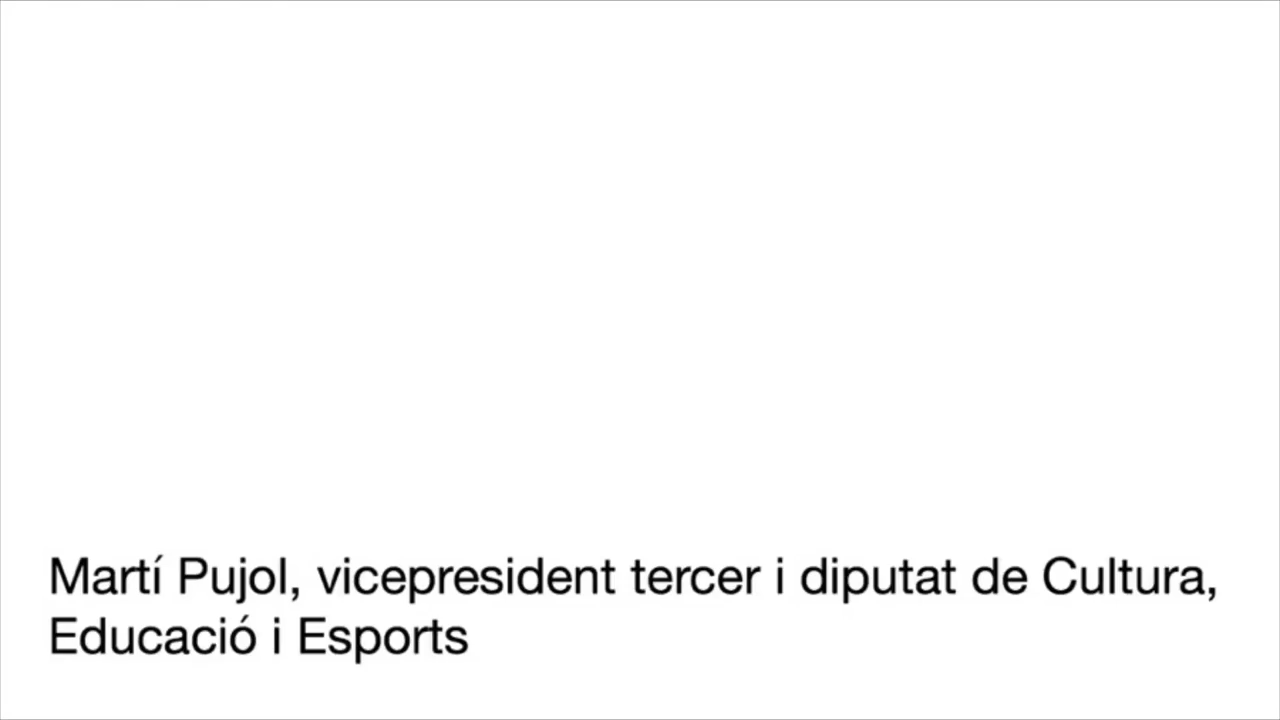 Martí Pujol, vicepresident tercer i diputat de Cultura,
Educació i Esports